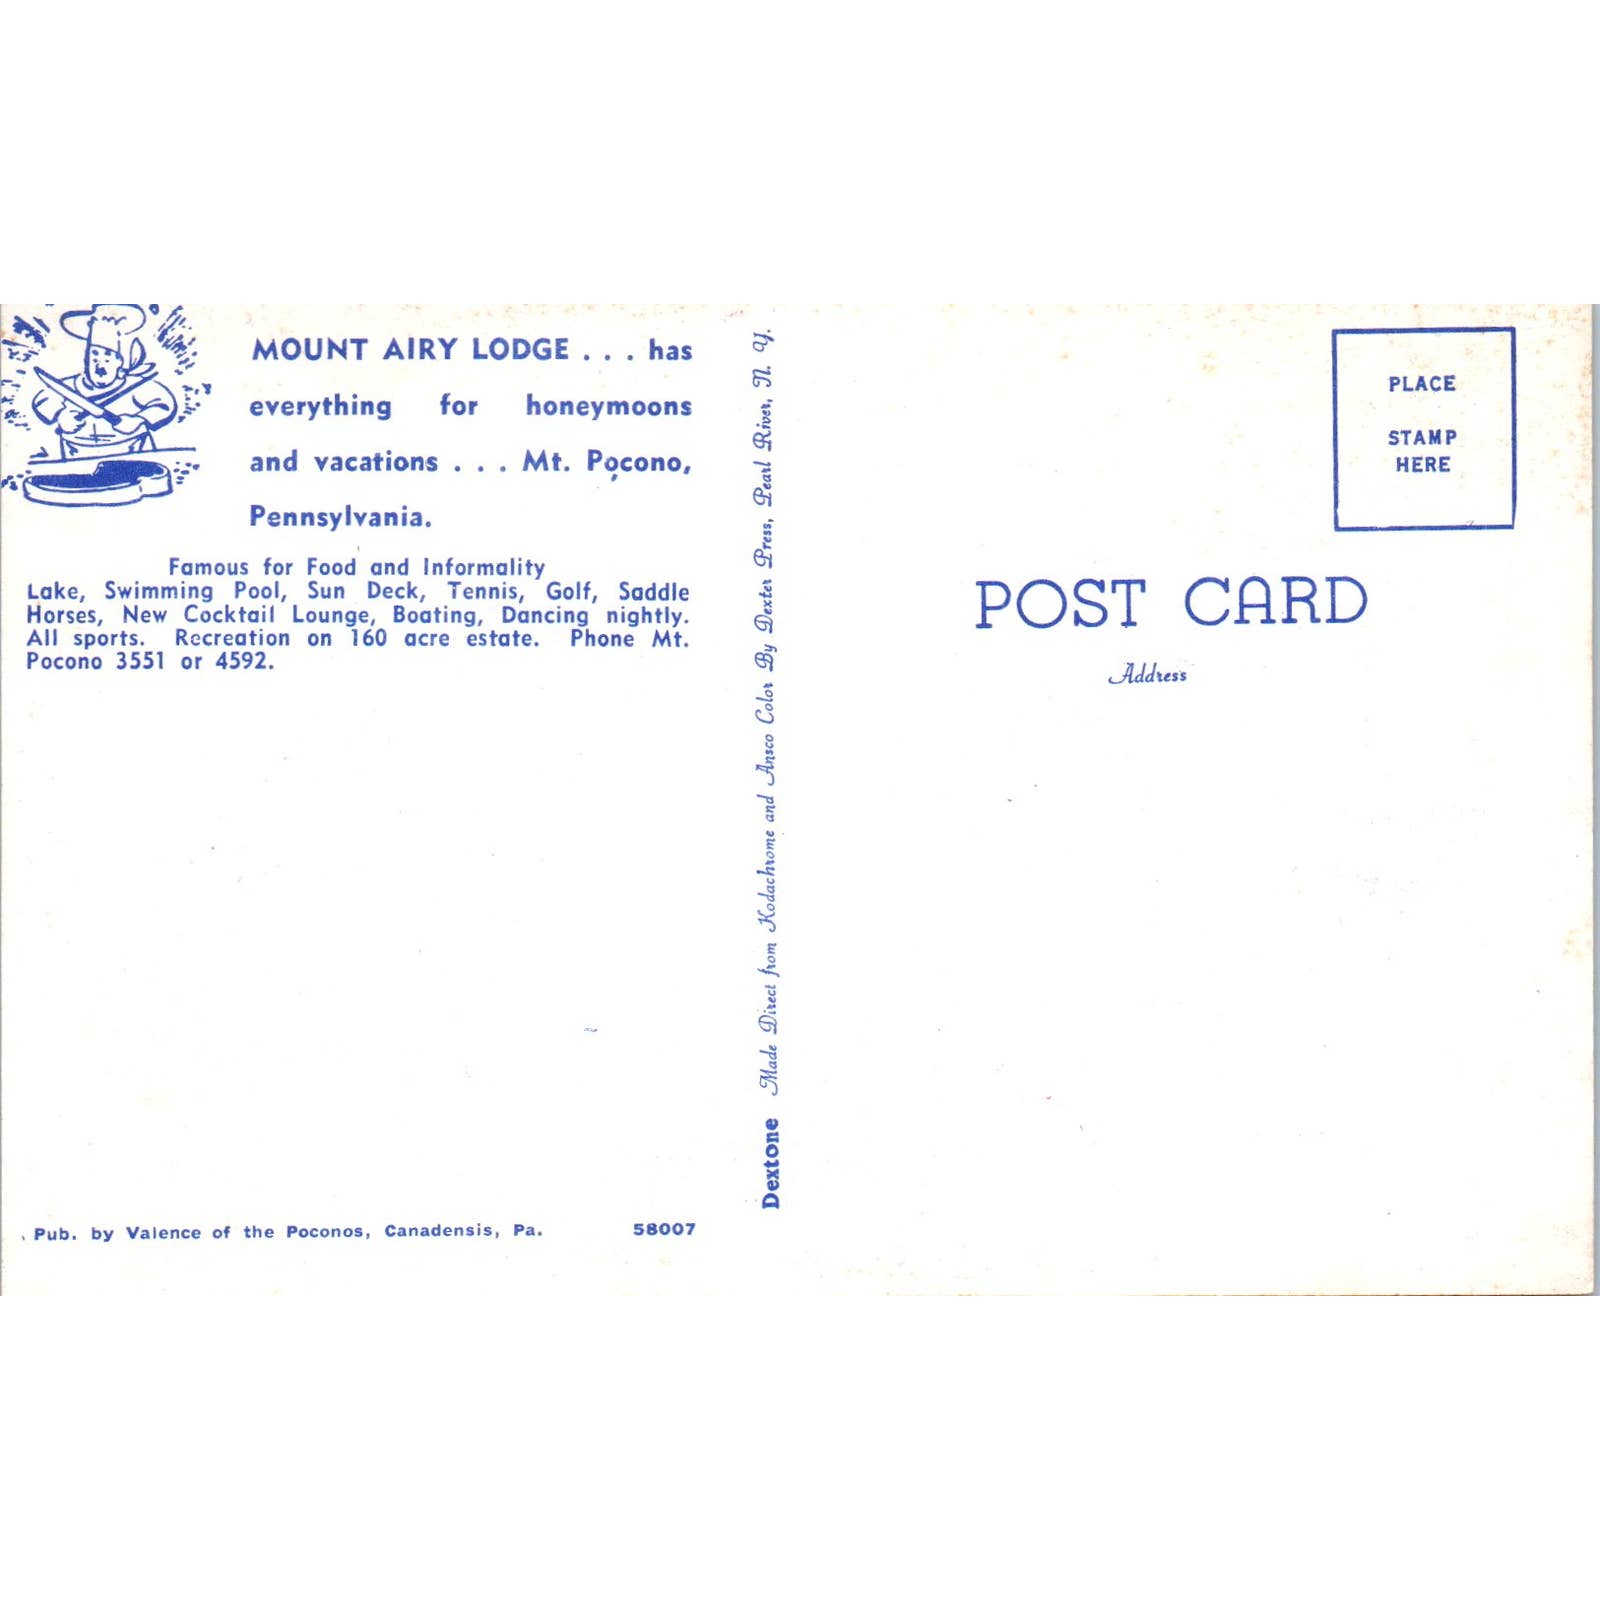 MOUNT AIRY LODGE . . . has
everything for honeymoons
and vacations . . . Mt. Pocono,
Pennsylvania.
Famous for Food and Informality
Lake, Swimming Pool, Sun Deck, Tennis, Golf, Saddle
Horses, New Cocktail Lounge, Boating, Dancing nightly.
All sports. Recreation on 160 acre estate. Phone Mt.
Pocono 3551 or 4592.
Pub. by Valence of the Poconos, Canadensis, Pa. 58007
Dextone Made Direct from Kodachrome and Ansco Color By Dexter Press, Pearl River, N. Y.
PLACE
STAMP
HERE
POST CARD
Address